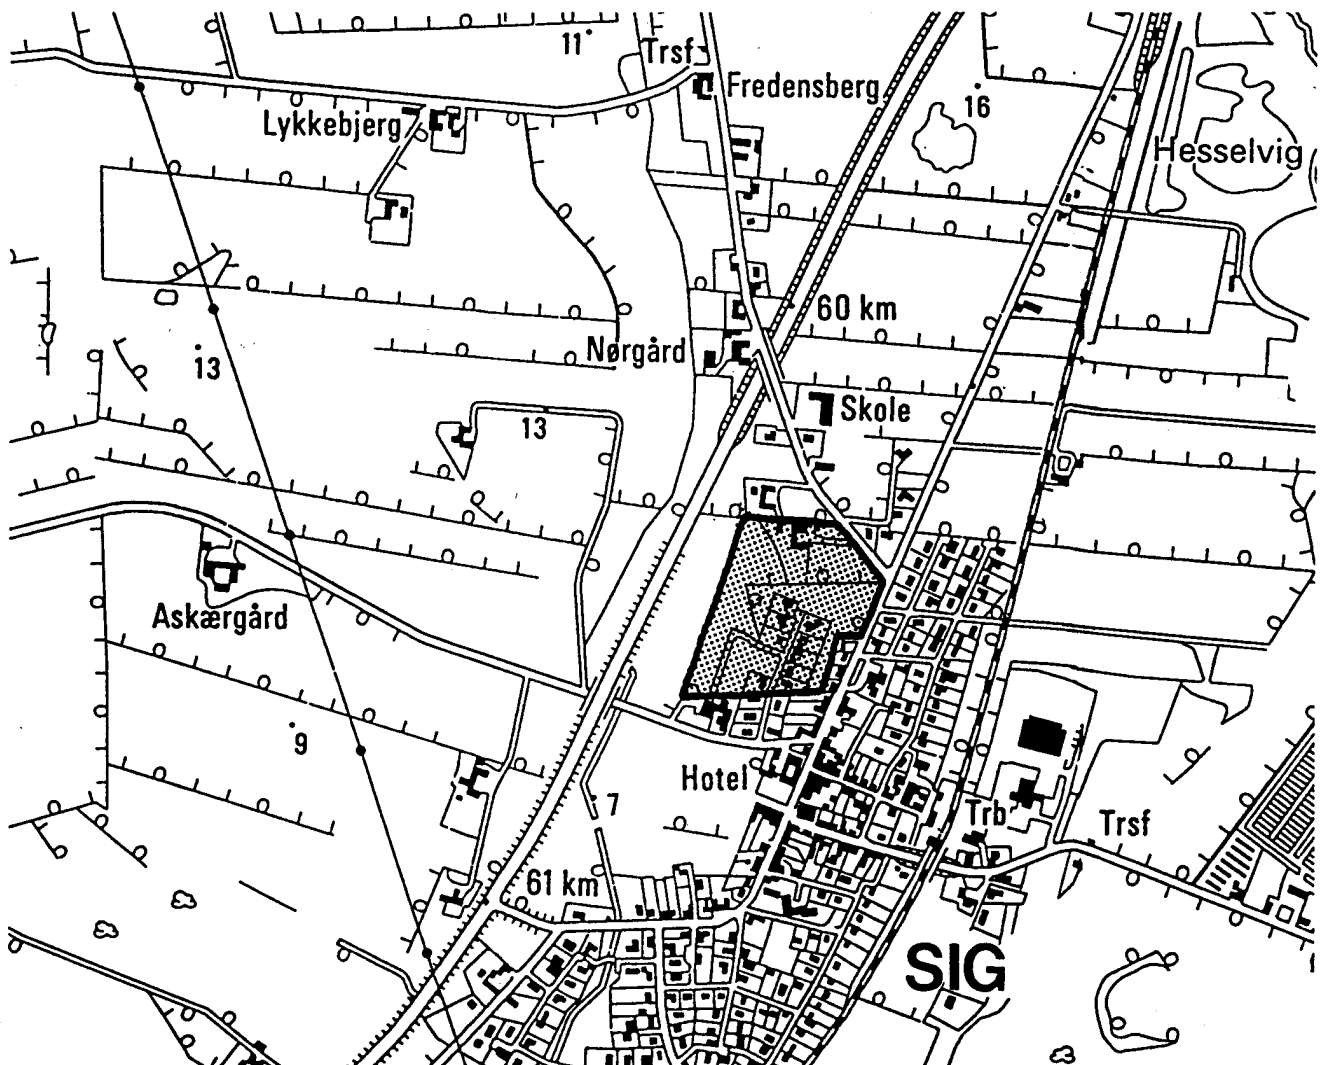 11
Trsf
Fredensberg
16
Lykkebjerg
Hesselvig
60 km
13
Nørgård
Skole
13
Askærgård
9
Hotel
7
Trb
Trsf
61 km
SIG